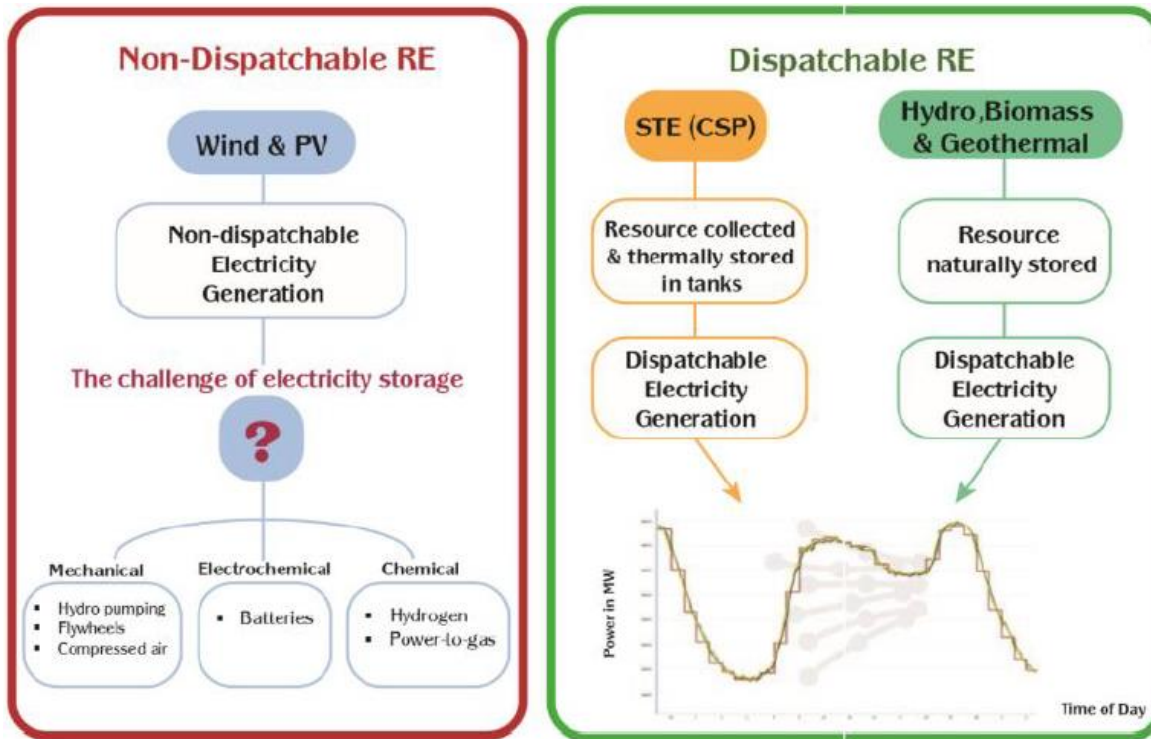 Non-Dispatchable RE
Wind & PV
Non-dispatchable
Electricity
Generation
The challenge of electricity storage
?
Mechanical
▪ Hydro pumping
▪ Flywheels
▪ Compressed air
Electrochemical
▪ Batteries
Chemical
▪ Hydrogen
▪ Power-to-gas
Dispatchable RE
STE (CSP)
Resource collected
& thermally stored
in tanks
Dispatchable
Electricity
Generation
Hydro,Biomass
& Geothermal
Resource
naturally stored
Dispatchable
Electricity
Generation
Power in MW
Time of Day